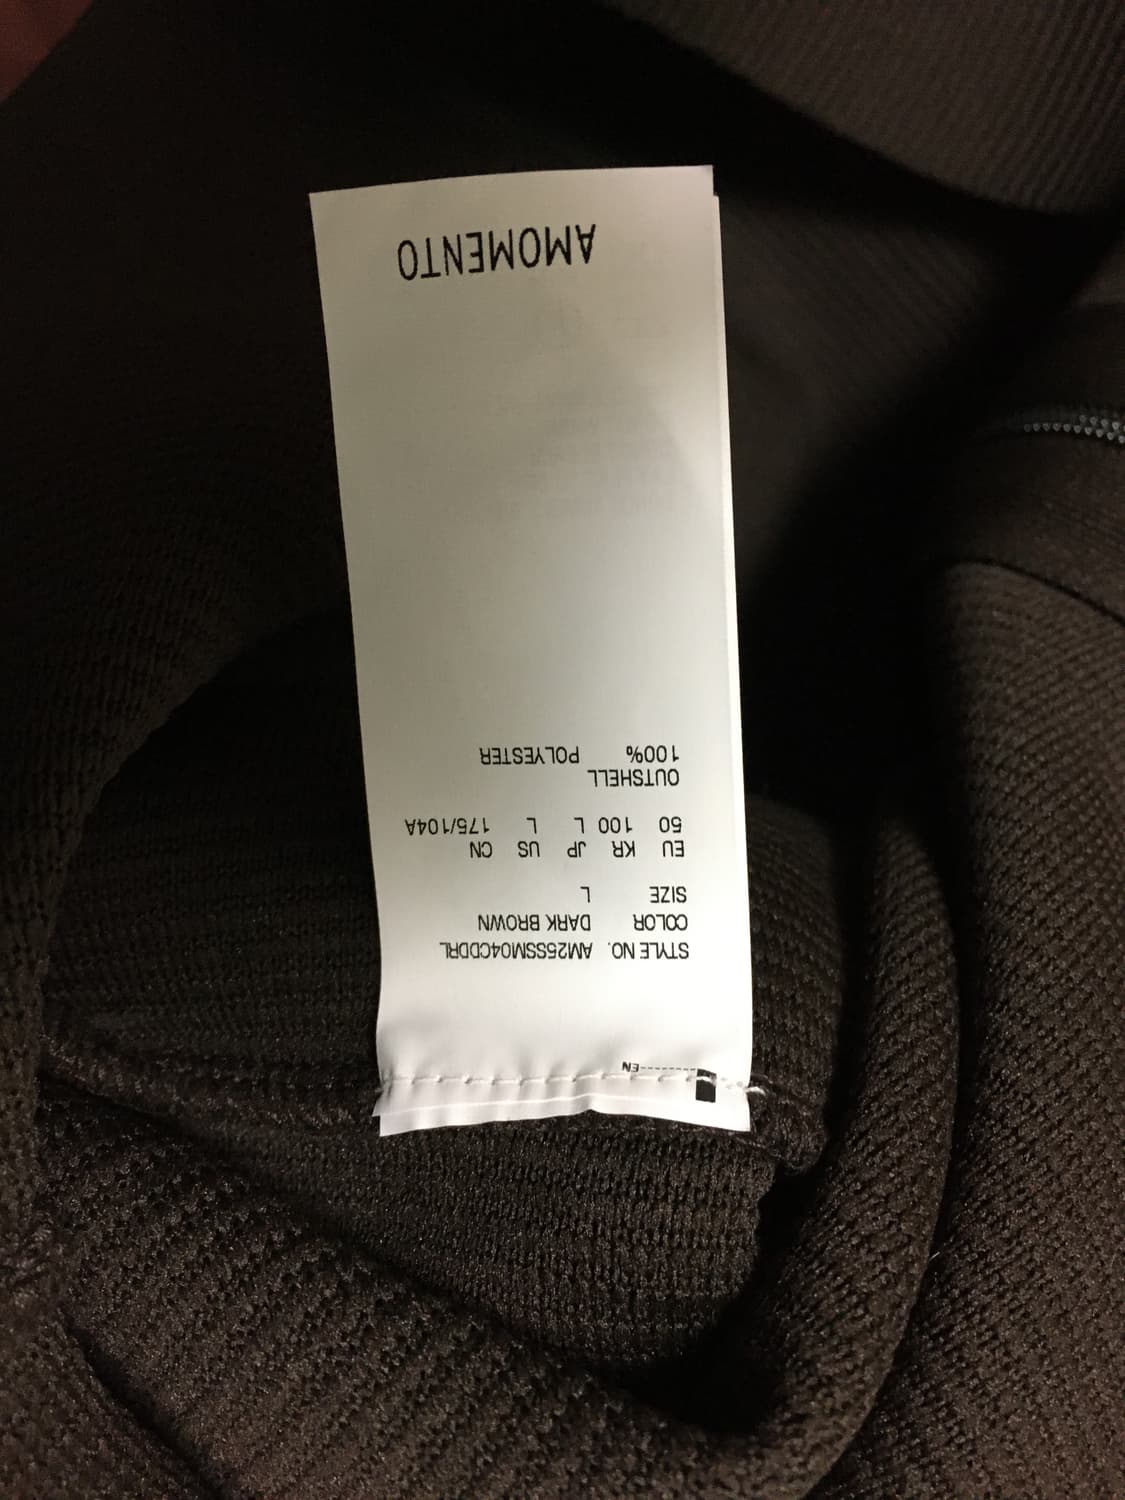 EN
STYLE NO. AM25SSM04CDDRL
COLOR DARK BROWN
SIZE L
EU KR JP US CN
50 100 L L 175/104A
OUTSHELL
100% POLYESTER
AMOMENTO